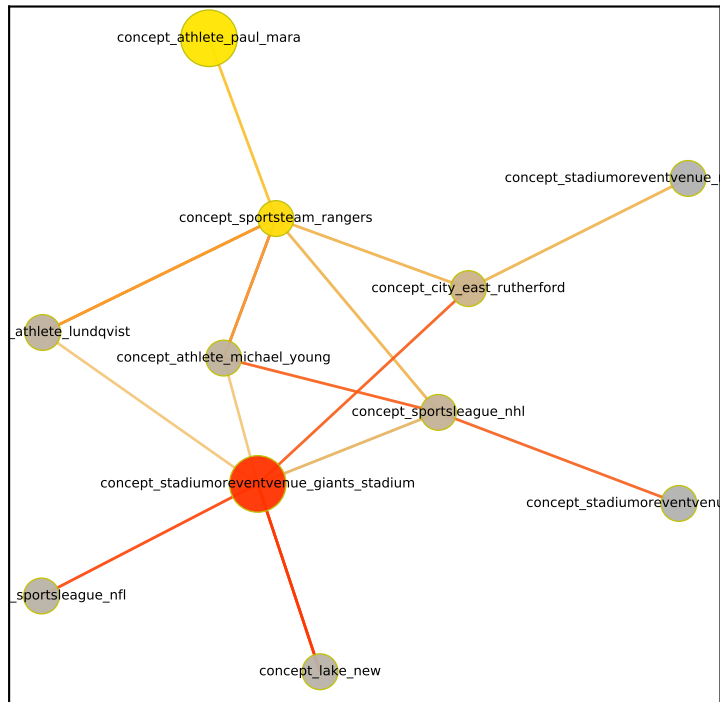 concept_athlete_paul_mara
concept_stadiumoreventvenue_
concept_sportsteam_rangers
concept_city_east_rutherford
_athlete_lundqvist
concept_athlete_michael_young
concept_sportsleague_nhl
concept_stadiumoreventvenue_giants_stadium
concept_stadiumoreventvenu
_sportsleague_nfl
concept_lake_new